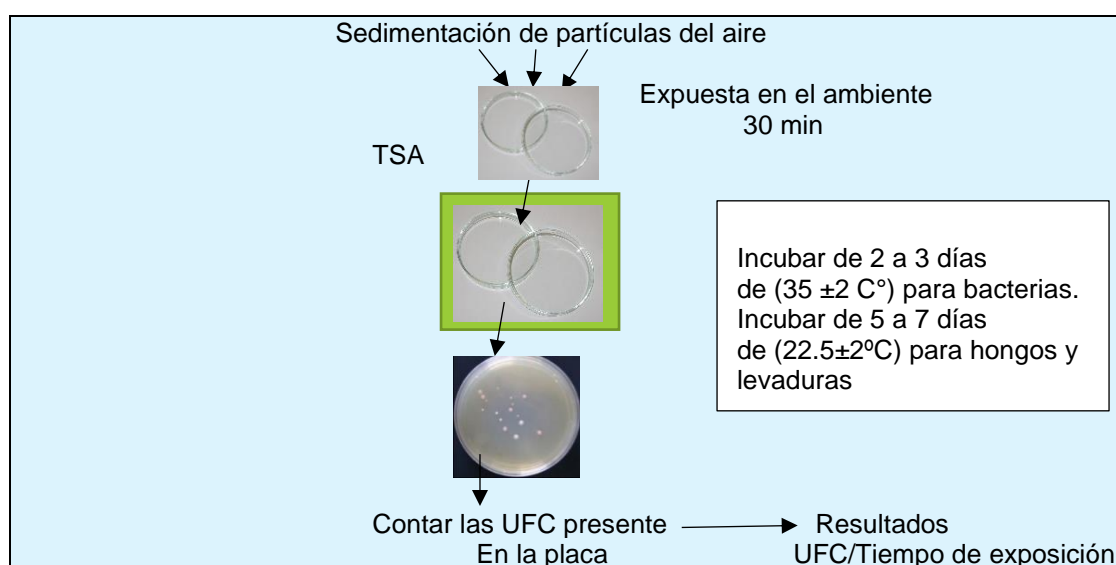 Sedimentación de partículas del aire
Expuesta en el ambiente
30 min
TSA
Incubar de 2 a 3 días
de (35 ±2 C°) para bacterias.
Incubar de 5 a 7 días
de (22.5±2ºC) para hongos y
levaduras
Contar las UFC presente
En la placa
Resultados
UFC/Tiempo de exposición